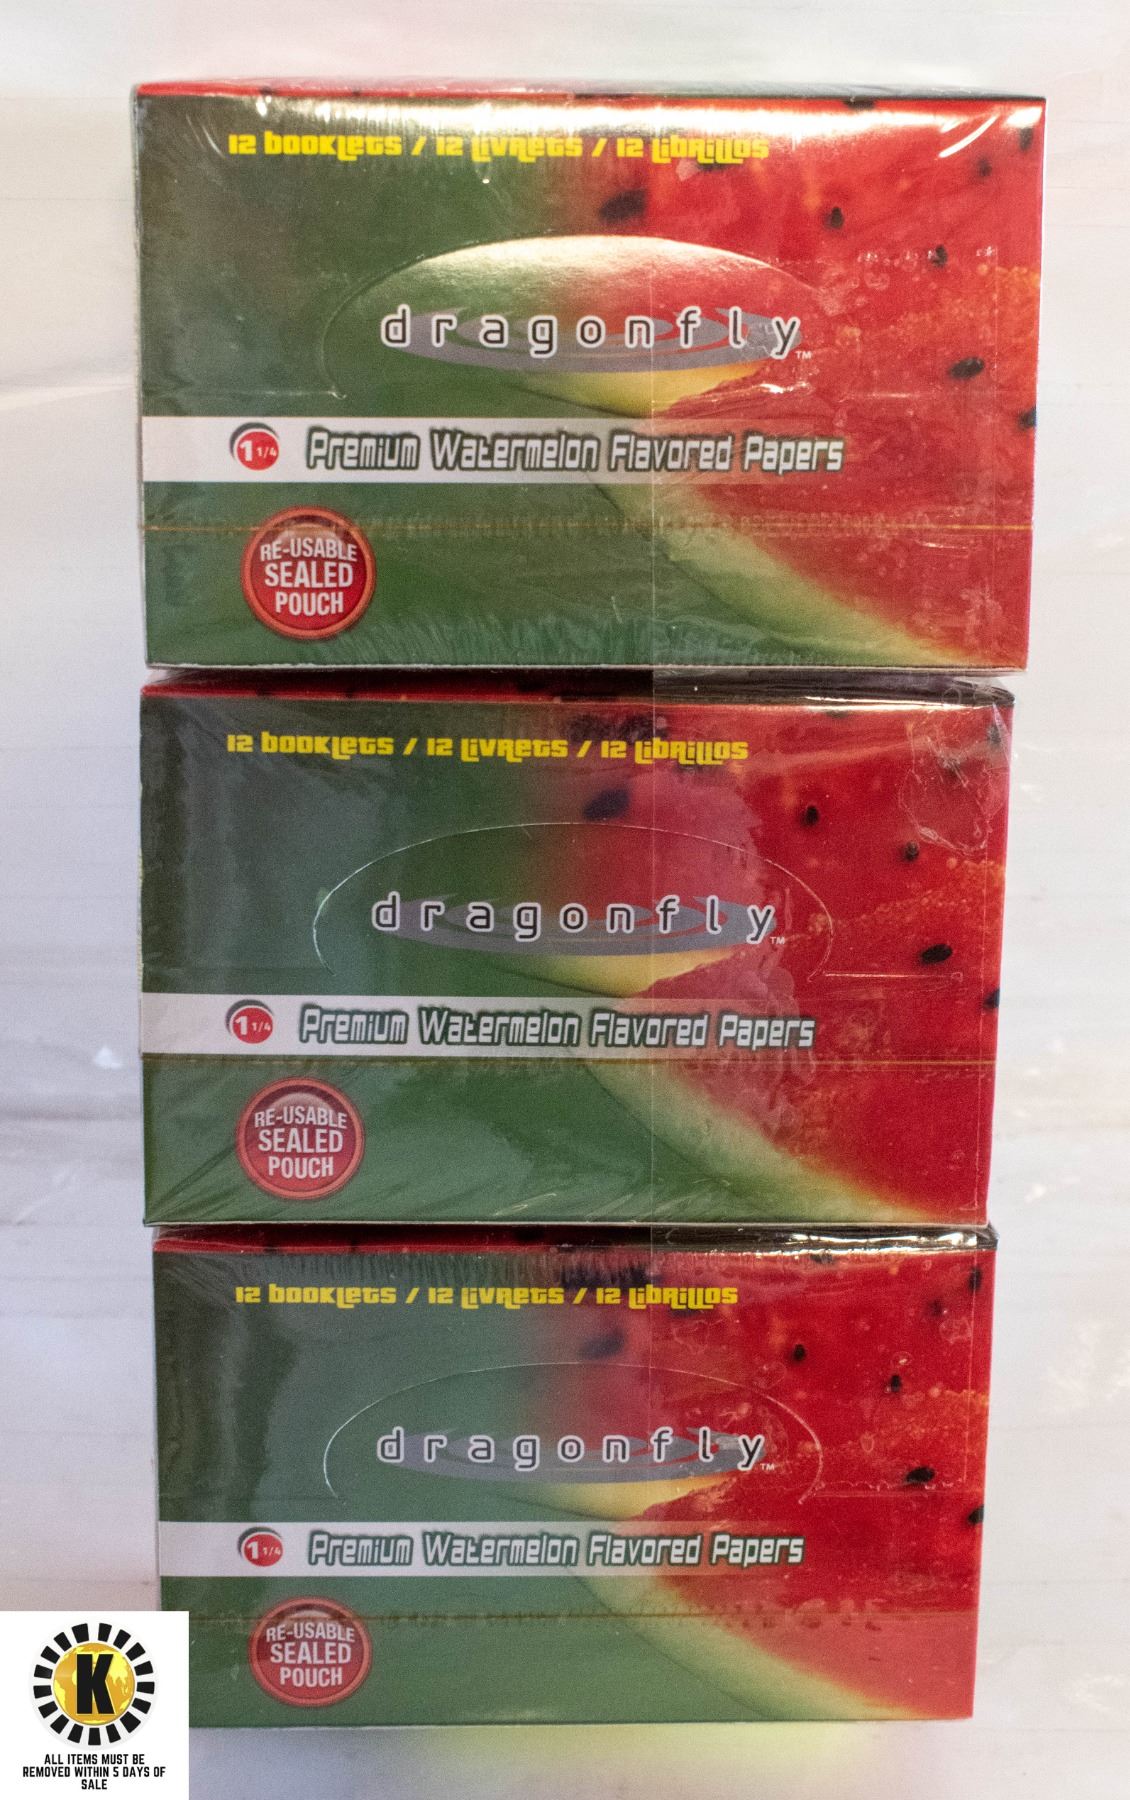 12 booklets / 12 livrets / 12 librillos
dragonfly™
1 1/4 Premium Watermelon Flavored Papers
RE-USABLE
SEALED
POUCH
12 booklets / 12 livrets / 12 librillos
dragonfly™
1 1/4 Premium Watermelon Flavored Papers
RE-USABLE
SEALED
POUCH
12 booklets / 12 livrets / 12 librillos
dragonfly™
1 1/4 Premium Watermelon Flavored Papers
RE-USABLE
SEALED
POUCH
K
ALL ITEMS MUST BE
REMOVED WITHIN 5 DAYS OF
SALE